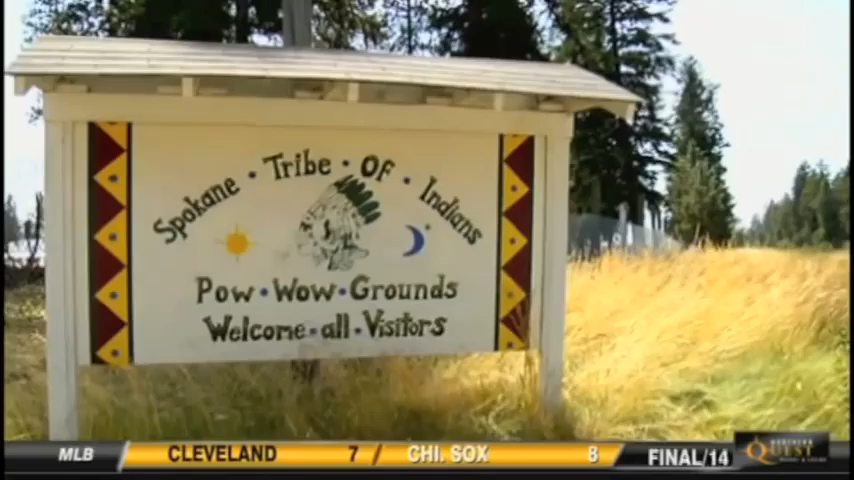 Spokane • Tribe • OF • Indians
Pow • Wow • Grounds
Welcome • all • Visitors
MLB CLEVELAND 7 / CHI. SOX 8 FINAL/14
NORTHERN
QUEST